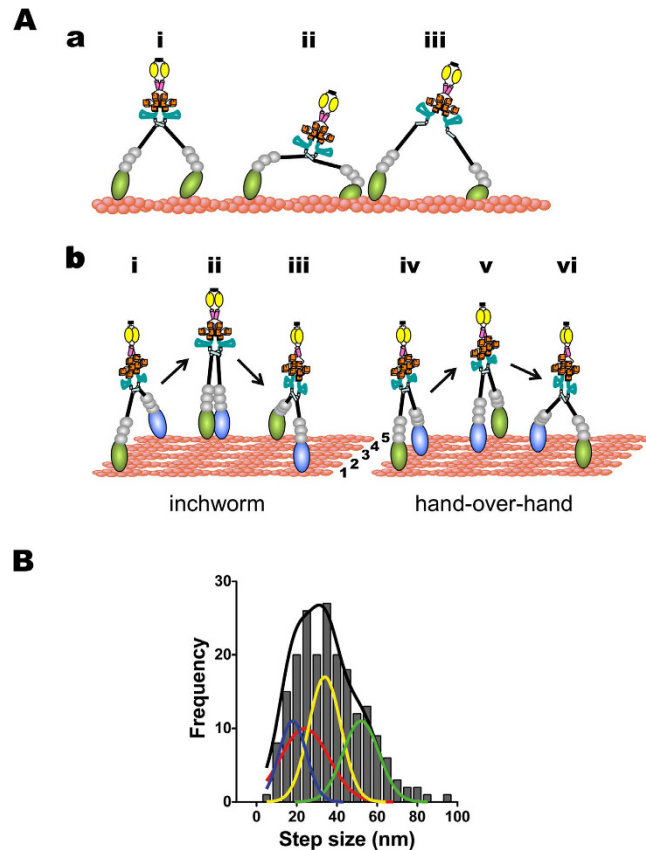 A
a i ii iii
b i ii iii iv v vi
1 2 3 4 5
inchworm hand-over-hand
B
30
20
10
0
Frequency
0 20 40 60 80 100
Step size (nm)